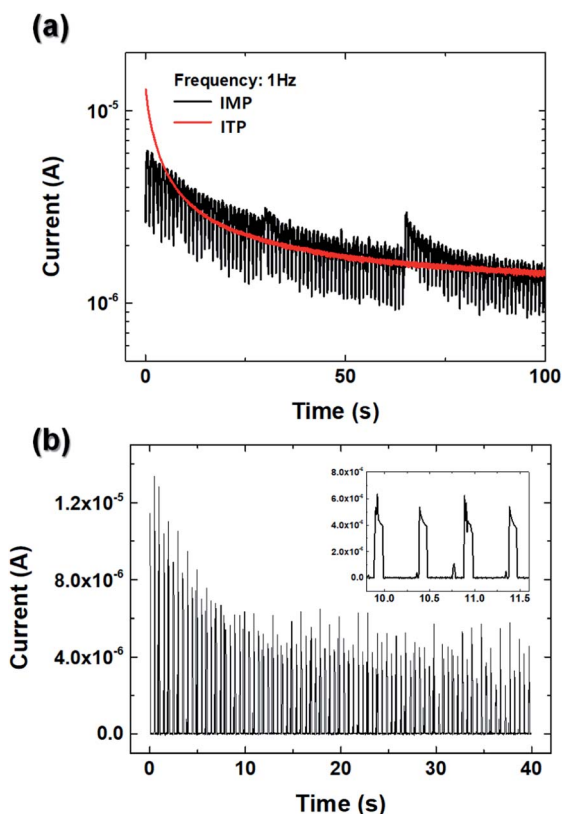 (a)
Frequency: 1Hz
IMP
ITP
10⁻⁵
10⁻⁶
Current (A)
0 50 100
Time (s)
(b)
1.2x10⁻⁵
8.0x10⁻⁶
4.0x10⁻⁶
0.0
Current (A)
8.0x10⁻⁶
6.0x10⁻⁶
4.0x10⁻⁶
2.0x10⁻⁶
0.0
10.0 10.5 11.0 11.5
0 10 20 30 40
Time (s)